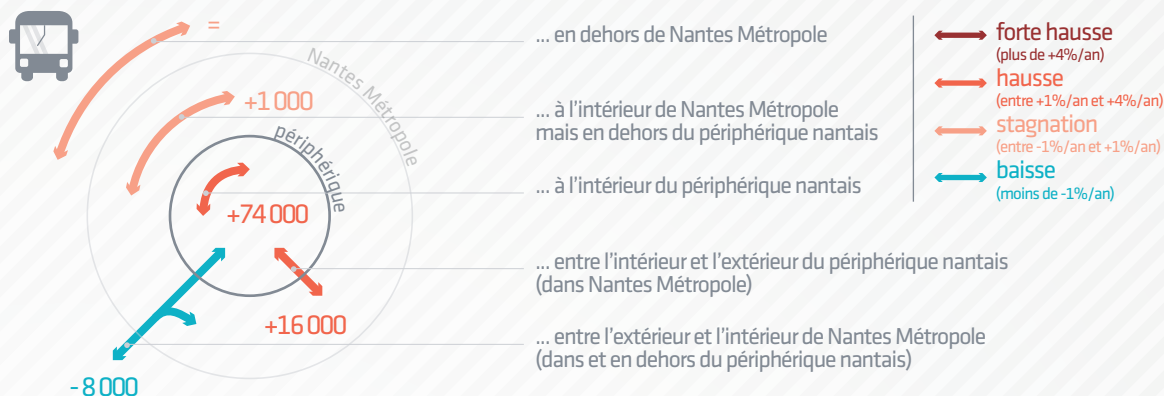 =
... en dehors de Nantes Métropole
Nantes Métropole
+1 000
... à l'intérieur de Nantes Métropole
mais en dehors du périphérique nantais
périphérique
... à l'intérieur du périphérique nantais
+74 000
... entre l'intérieur et l'extérieur du périphérique nantais
(dans Nantes Métropole)
+16 000
... entre l'extérieur et l'intérieur de Nantes Métropole
(dans et en dehors du périphérique nantais)
- 8 000
forte hausse
(plus de +4%/an)
hausse
(entre +1%/an et +4%/an)
stagnation
(entre -1%/an et +1%/an)
baisse
(moins de -1%/an)